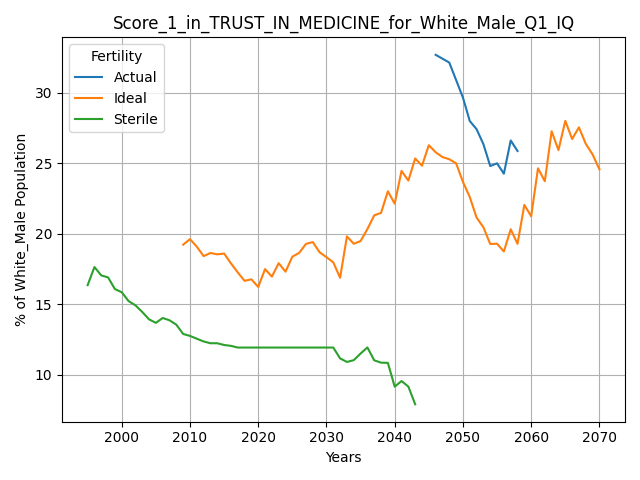 Score_1_in_TRUST_IN_MEDICINE_for_White_Male_Q1_IQ
Fertility
Actual
Ideal
Sterile
% of White_Male Population
30
25
20
15
10
2000 2010 2020 2030 2040 2050 2060 2070
Years